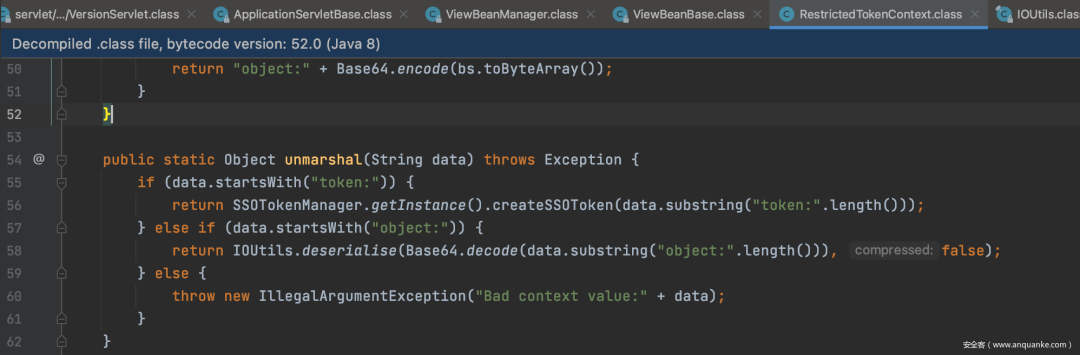 servlet/.../VersionServlet.class ApplicationServletBase.class ViewBeanManager.class ViewBeanBase.class RestrictedTokenContext.class IOUtils.clas
Decompiled .class file, bytecode version: 52.0 (Java 8)
50 return "object:" + Base64.encode(bs.toByteArray());
51 }
52 }
53
54 @ public static Object unmarshal(String data) throws Exception {
55 if (data.startsWith("token:")) {
56 return SSOTokenManager.getInstance().createSSOToken(data.substring("token:".length()));
57 } else if (data.startsWith("object:")) {
58 return IOUtils.deserialise(Base64.decode(data.substring("object:".length())), compressed: false);
59 } else {
60 throw new IllegalArgumentException("Bad context value:" + data);
61 }
62 }
安全客（www.anquanke.com）